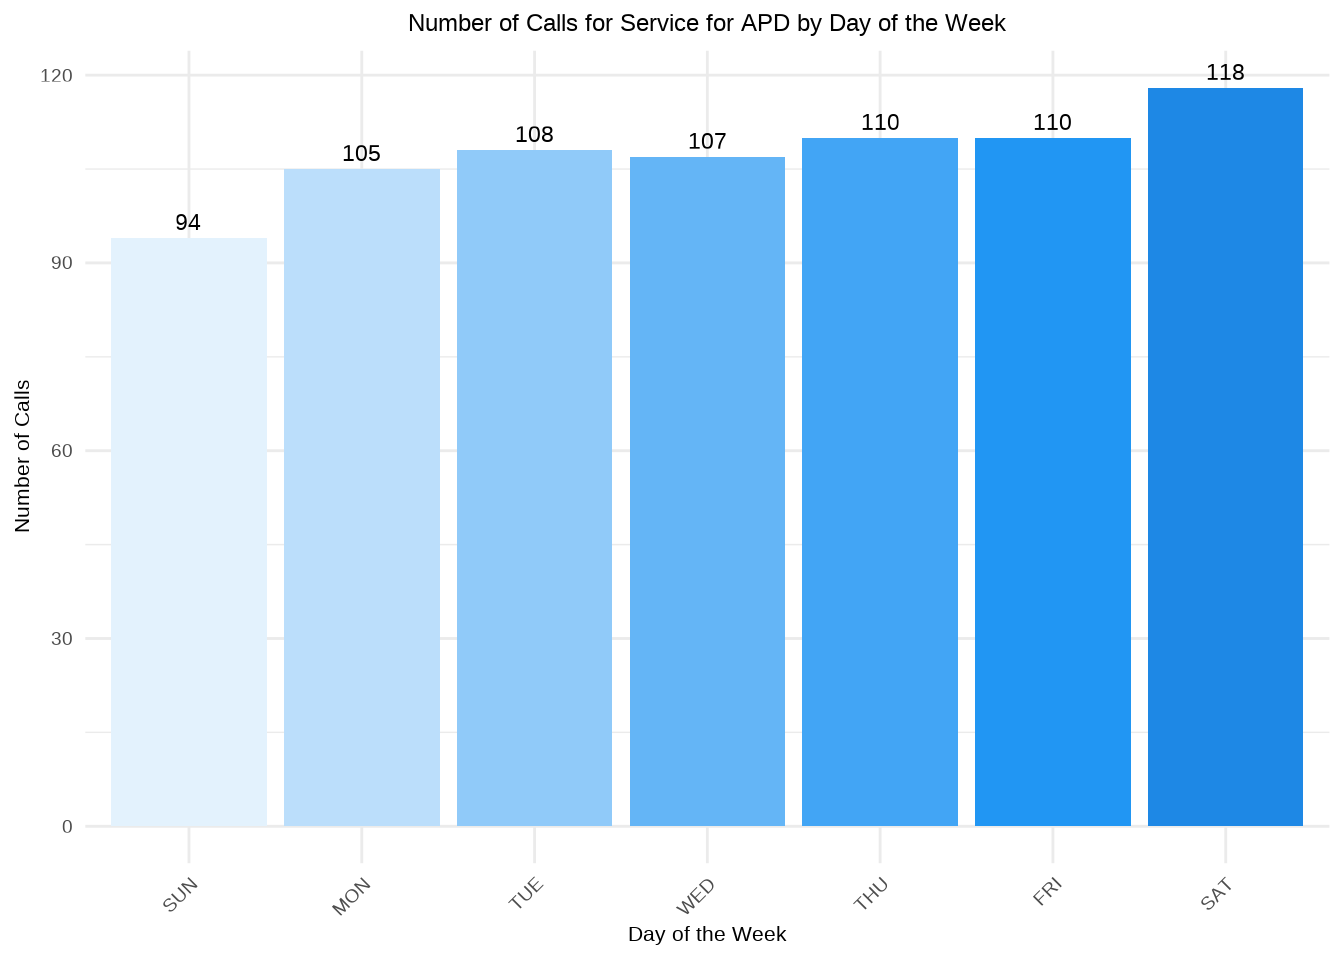 Number of Calls for Service for APD by Day of the Week
Number of Calls
120
90
60
30
0
94
105
108
107
110
110
118
SUN
MON
TUE
WED
THU
FRI
SAT
Day of the Week